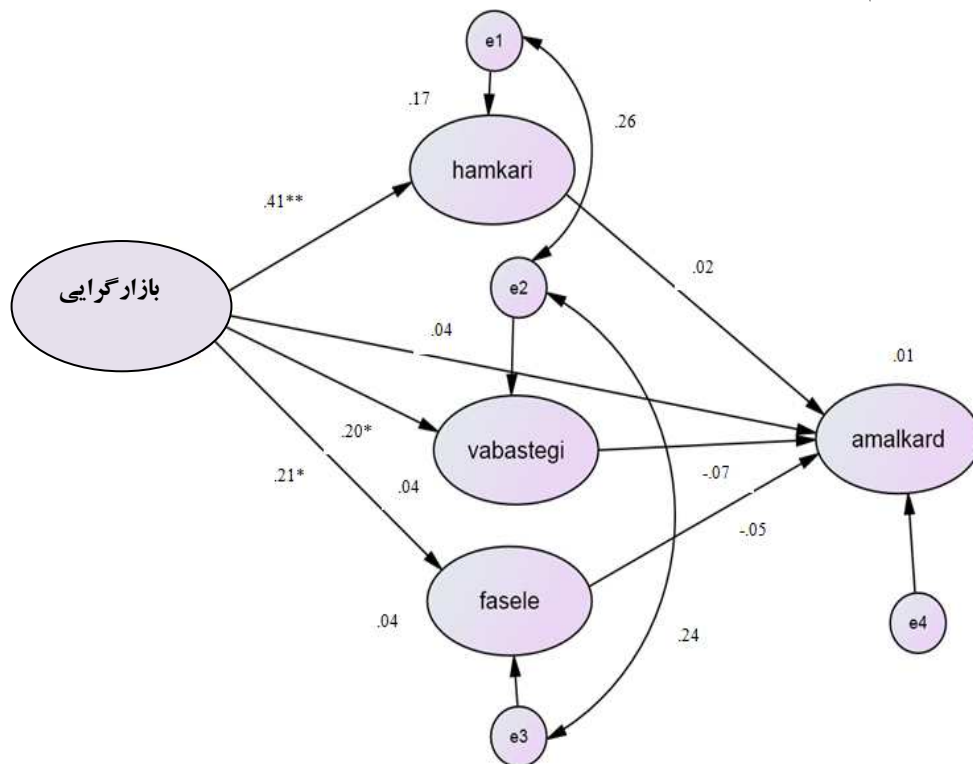 e1
.17
.26
hamkari
.41**
.02
e2
بازارگرایی
.04
.01
amalkard
.20*
vabastegi
-.07
.21*
.04
-.05
fasele
.04
.24
e4
e3